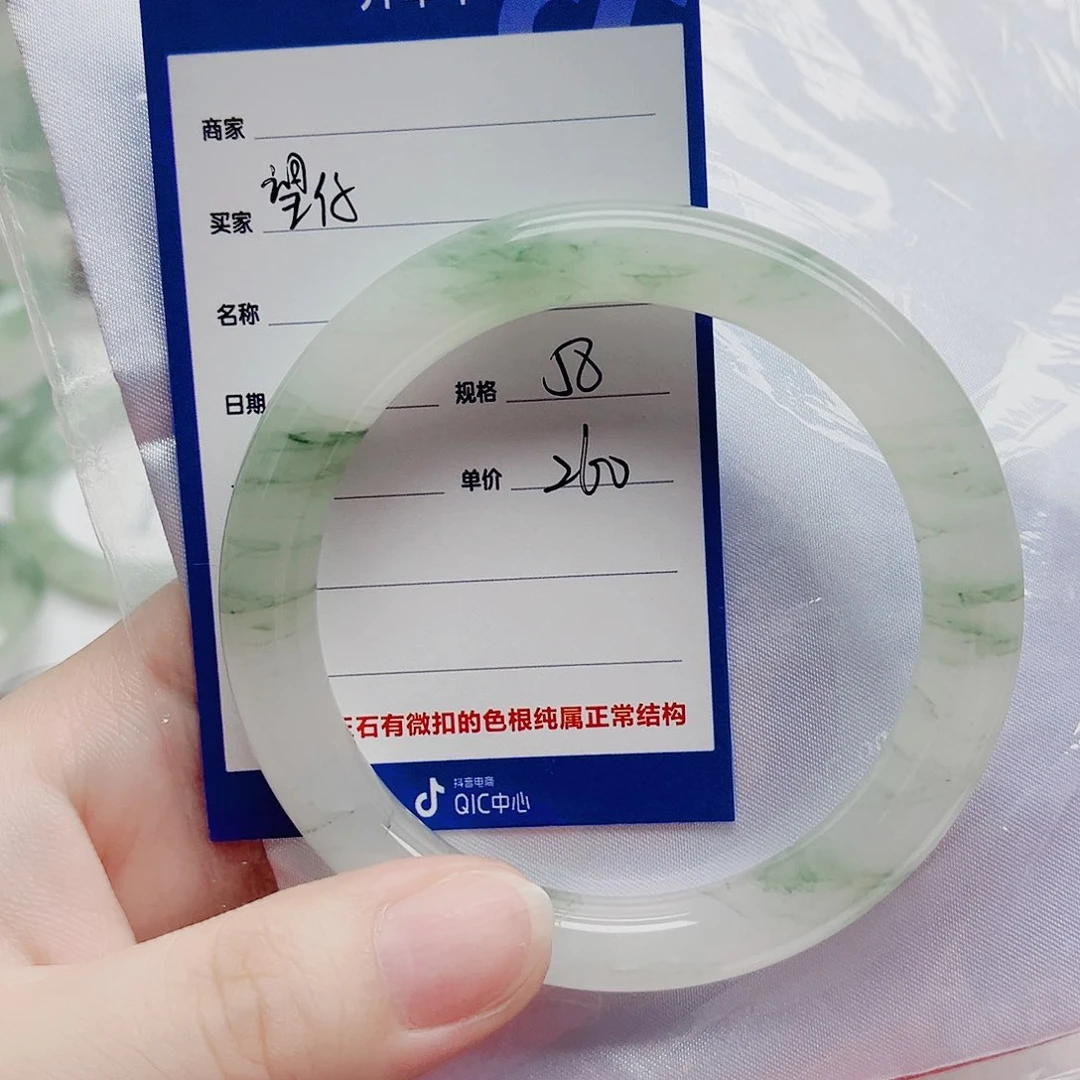 商家
买家 望仔
名称
日期 规格 58
单价 260
石有微扣的色根纯属正常结构
抖音电商
QIC中心